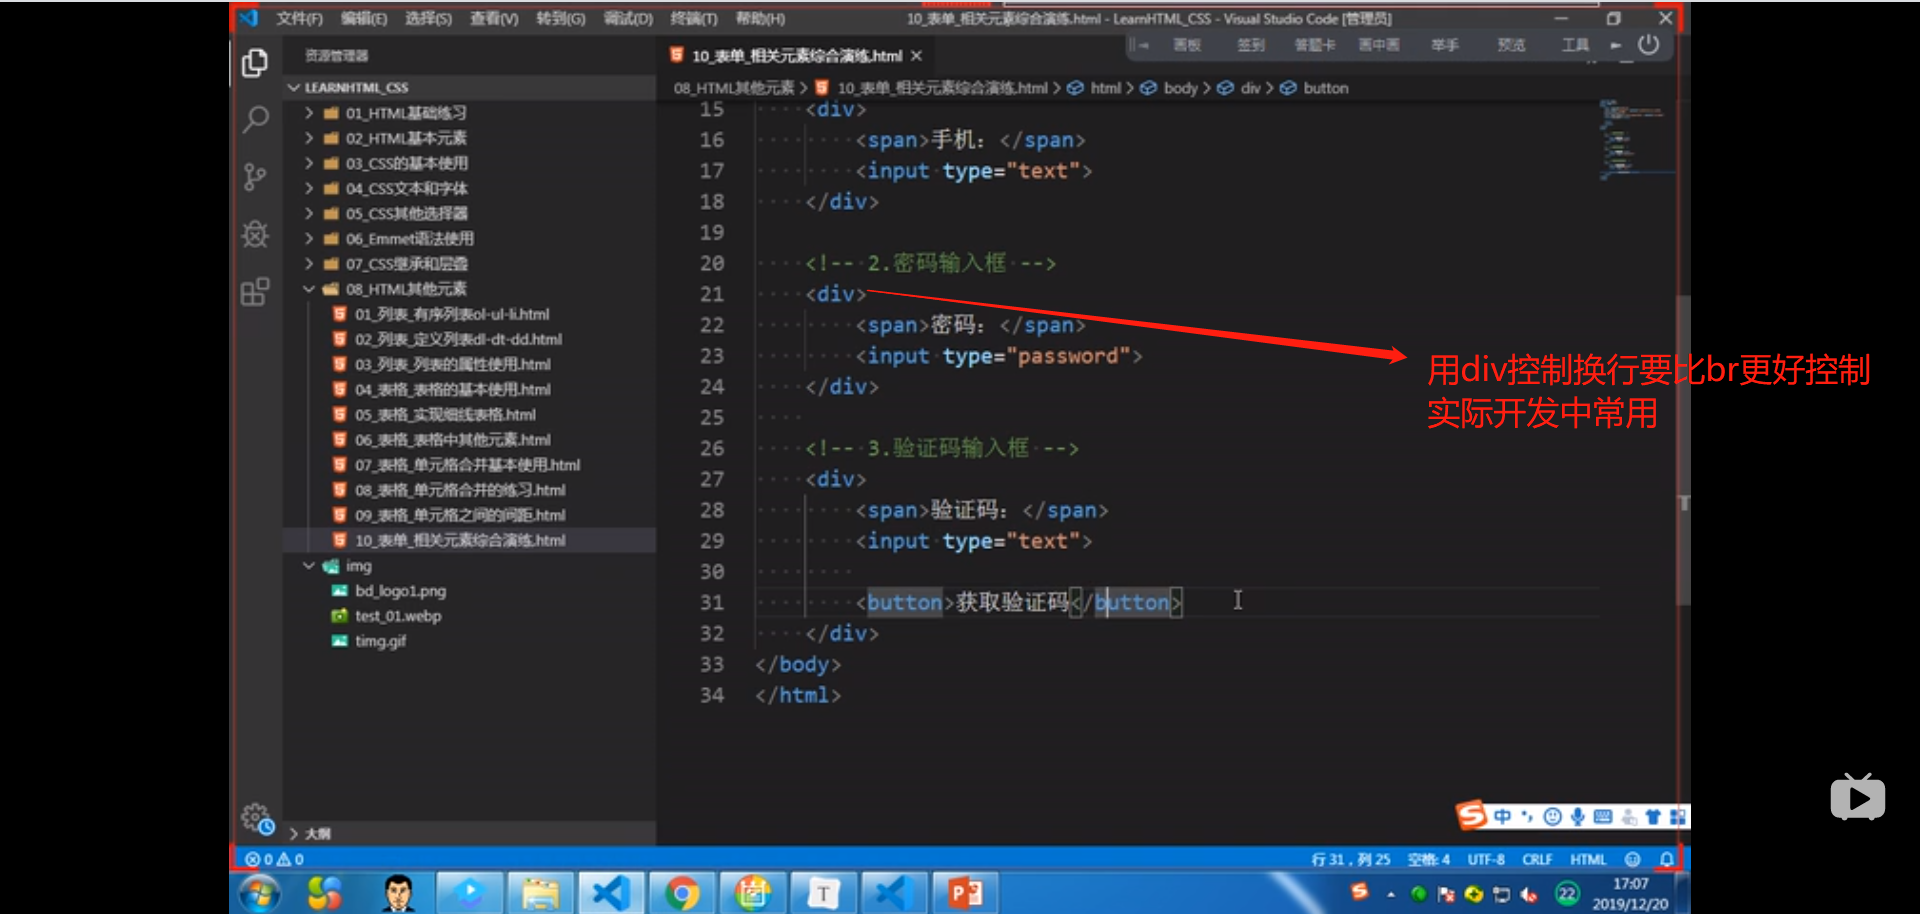 文件(F) 编辑(E) 选择(S) 查看(V) 转到(G) 调试(D) 终端(T) 帮助(H)
10_表单_相关元素综合演练.html - LearnHTML_CSS - Visual Studio Code [管理员]
画板 签到 答题卡 画中画 举手 预览 工具
资源管理器
10_表单_相关元素综合演练.html
LEARNHTML_CSS
08_HTML其他元素 > 10_表单_相关元素综合演练.html > html > body > div > button
01_HTML基础练习
02_HTML基本元素
03_CSS的基本使用
04_CSS文本和字体
05_CSS其他选择器
06_Emmet语法使用
07_CSS继承和层叠
08_HTML其他元素
01_列表_有序列表ol-ul-li.html
02_列表_定义列表dl-dt-dd.html
03_列表_列表的属性使用.html
04_表格_表格的基本使用.html
05_表格_实现细线表格.html
06_表格_表格中其他元素.html
07_表格_单元格合并基本使用.html
08_表格_单元格合并的练习.html
09_表格_单元格之间的间距.html
10_表单_相关元素综合演练.html
img
bd_logo1.png
test_01.webp
timg.gif
大纲
15 <div>
16 <span>手机: </span>
17 <input type="text">
18 </div>
19
20 <!-- 2.密码输入框 -->
21 <div>
22 <span>密码: </span>
23 <input type="password">
24 </div>
25
26 <!-- 3.验证码输入框 -->
27 <div>
28 <span>验证码: </span>
29 <input type="text">
30
31 <button>获取验证码</button>
32 </div>
33 </body>
34 </html>
用div控制换行要比br更好控制
实际开发中常用
中
0 0
行 31，列 25 空格: 4 UTF-8 CRLF HTML
22
17:07
2019/12/20